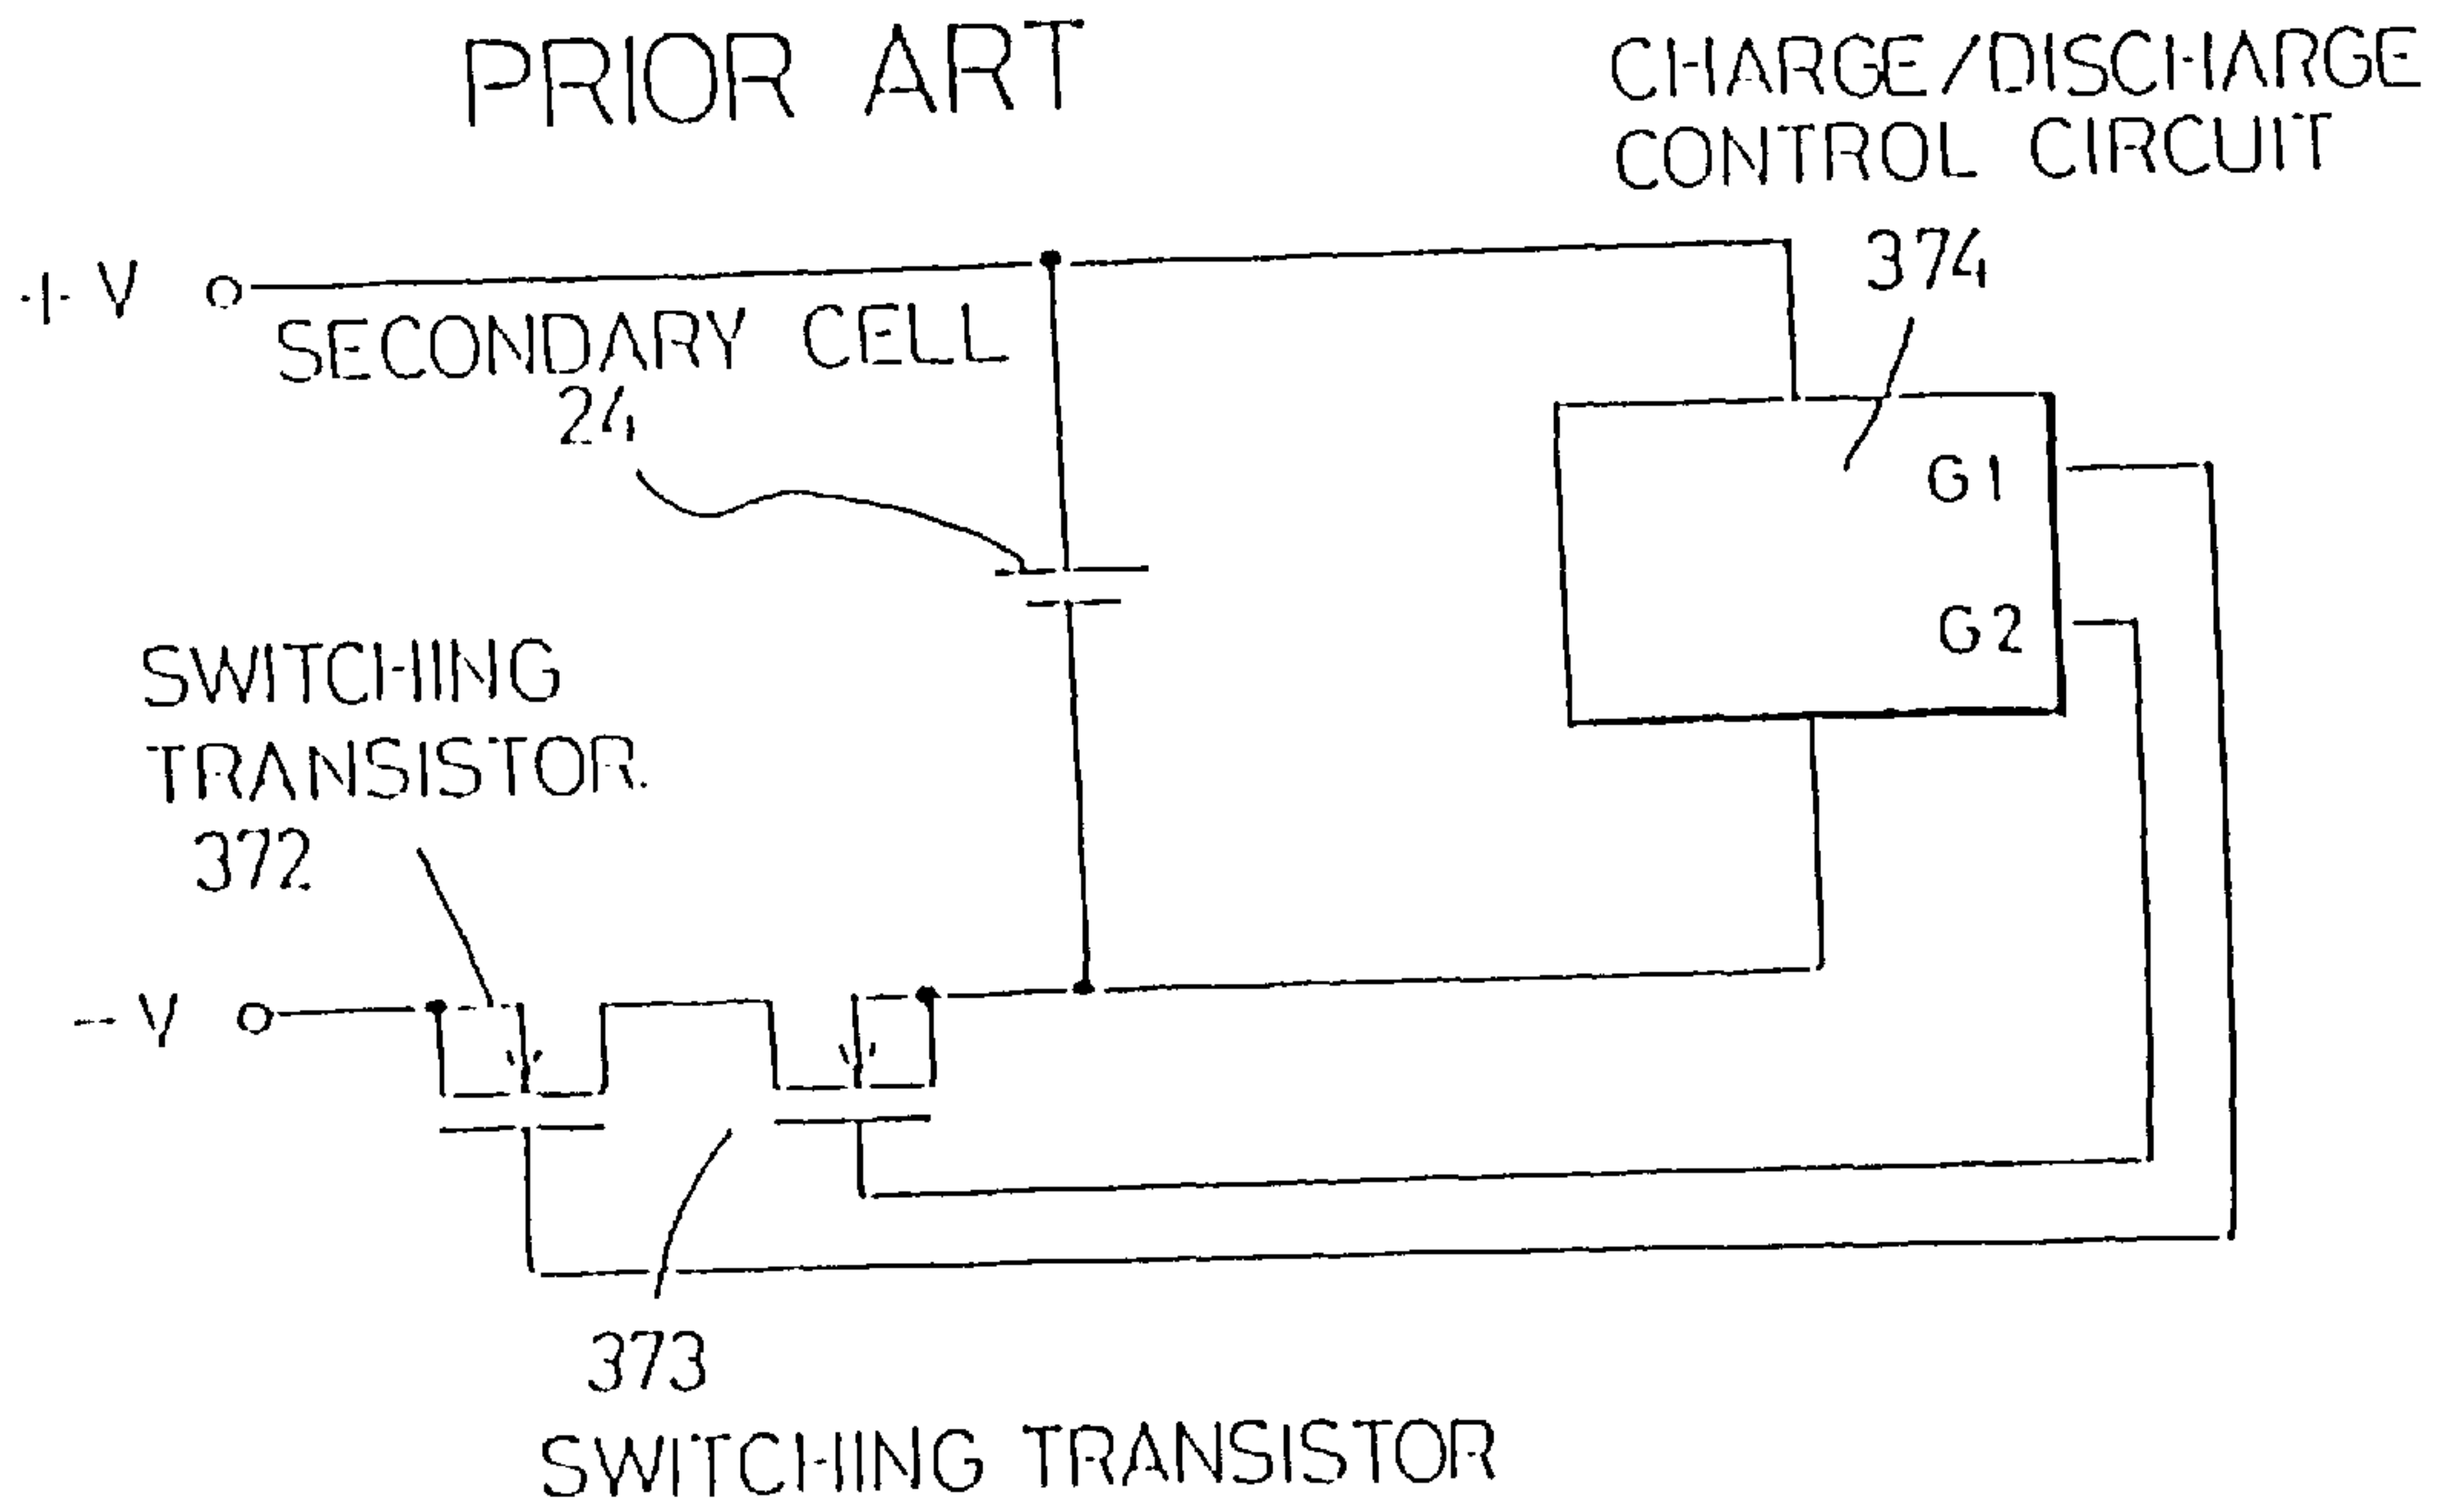 PRIOR ART
CHARGE/DISCHARGE
CONTROL CIRCUIT
374
+V
SECONDARY CELL
24
G1
G2
SWITCHING
TRANSISTOR.
372
-V
373
SWITCHING TRANSISTOR